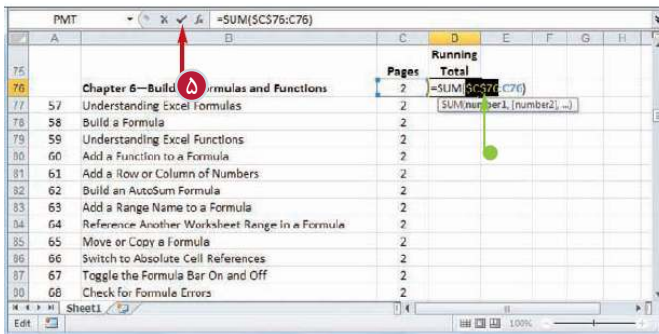 PMT =SUM($C$76:C76)
A B C D E F G H
75 Pages Running Total
76 Chapter 6—Build ۵ rmulas and Functions 2 =SUM($C$76:C76)
77 57 Understanding Excel Formulas 2 SUM(number1, [number2], ...)
78 58 Build a Formula 2
79 59 Understanding Excel Functions 2
80 60 Add a Function to a Formula 2
81 61 Add a Row or Column of Numbers 2
82 62 Build an AutoSum Formula 2
83 63 Add a Range Name to a Formula 2
84 64 Reference Another Worksheet Range in a Formula 2
85 65 Move or Copy a Formula 2
86 66 Switch to Absolute Cell References 2
87 67 Toggle the Formula Bar On and Off 2
88 68 Check for Formula Errors 2
Sheet1
Edit 100%